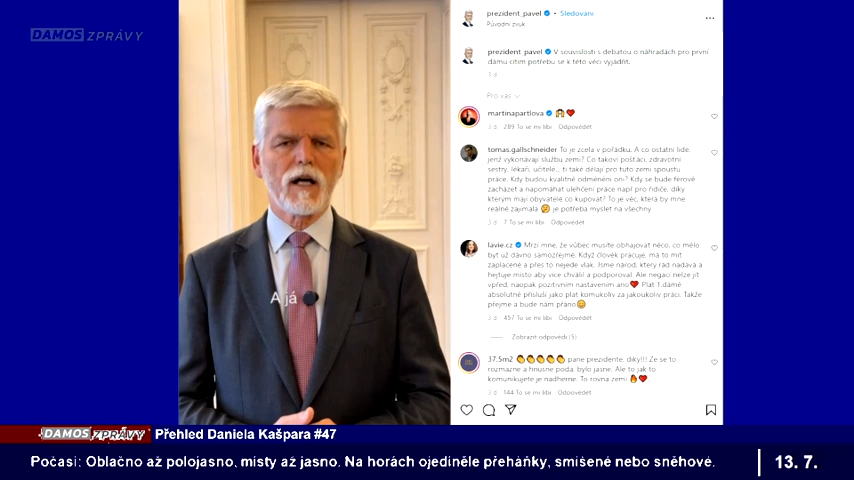 DAMOS ZPRÁVY
prezident_pavel • Sledování
Původní zvuk
prezident_pavel V souvislosti s debatou o náhradách pro první
dámu cítím potřebu se k této věci vyjádřit.
3 d
Pro vás
martinapartlova
3 d 289 To se mi líbí Odpovědět
tomas.gallschneider To je zcela v pořádku. A co ostatní lidé,
jenž vykonávají službu zemi? Co takoví pošťáci, zdravotní
sestry, lékaři, učitelé... ti také dělají pro tuto zemi spoustu
práce. Kdy budou kvalitně odměněni oni? Kdy se bude férově
zacházet a napomáhat ulehčení práce např pro řidiče, díky
kterým mají obyvatelé co kupovat? To je věc, která by mne
reálně zajímala 🤔 je potřeba myslet na všechny
3 d 7 To se mi líbí Odpovědět
lavie.cz Mrzí mne, že vůbec musíte obhajovat něco, co mělo
být už dávno samozřejmé. Když člověk pracuje, má to mít
zaplacené a přes to nejede vlak. Jsme národ, který rád nadává a
hejtuje místo aby více chválil a podporoval. Ale negací nelze jít
vpřed, naopak pozitivním nastavením ano❤️ Plat 1.dámě
absolutně přísluší jako plat komukoliv za jakoukoliv práci. Takže
přejme a bude nám přáno😊
3 d 457 To se mi líbí Odpovědět
Zobrazit odpovědi (5)
37.5m2 👏👏👏👏👏 pane prezidente, díky!!! Že se to
rozmázne a hnusně podá, bylo jasné. Ale to jak to
komunikujete je nádherné. To rovná zemi 🔥❤️
3 d 144 To se mi líbí Odpovědět
A já
DAMOS ZPRÁVY Přehled Daniela Kašpara #47
Počasí: Oblačno až polojasno, místy až jasno. Na horách ojediněle přeháňky, smíšené nebo sněhové.
13. 7.